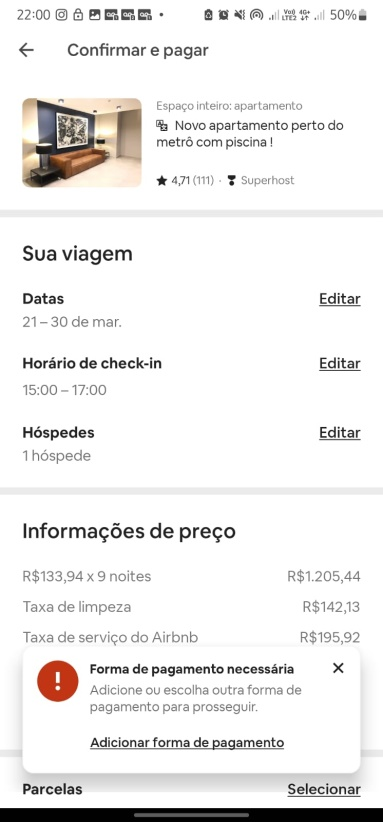 22:00
VoB 4G+
LTE2
50%
Confirmar e pagar
Espaço inteiro: apartamento
Novo apartamento perto do
metrô com piscina !
4,71 (111) · Superhost
Sua viagem
Datas Editar
21 – 30 de mar.
Horário de check-in Editar
15:00 – 17:00
Hóspedes Editar
1 hóspede
Informações de preço
R$133,94 x 9 noites R$1.205,44
Taxa de limpeza R$142,13
Taxa de serviço do Airbnb R$195,92
Forma de pagamento necessária
Adicione ou escolha outra forma de
pagamento para prosseguir.
Adicionar forma de pagamento
Parcelas Selecionar